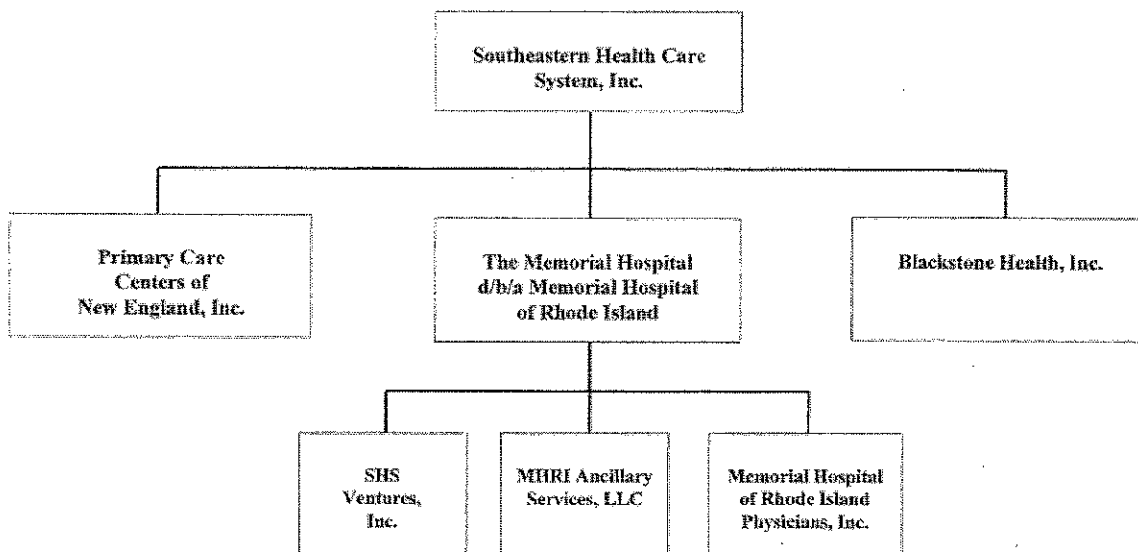 Southeastern Health Care
System, Inc.
Primary Care
Centers of
New England, Inc.
The Memorial Hospital
d/b/a Memorial Hospital
of Rhode Island
Blackstone Health, Inc.
SHS
Ventures,
Inc.
MHRI Ancillary
Services, LLC
Memorial Hospital
of Rhode Island
Physicians, Inc.